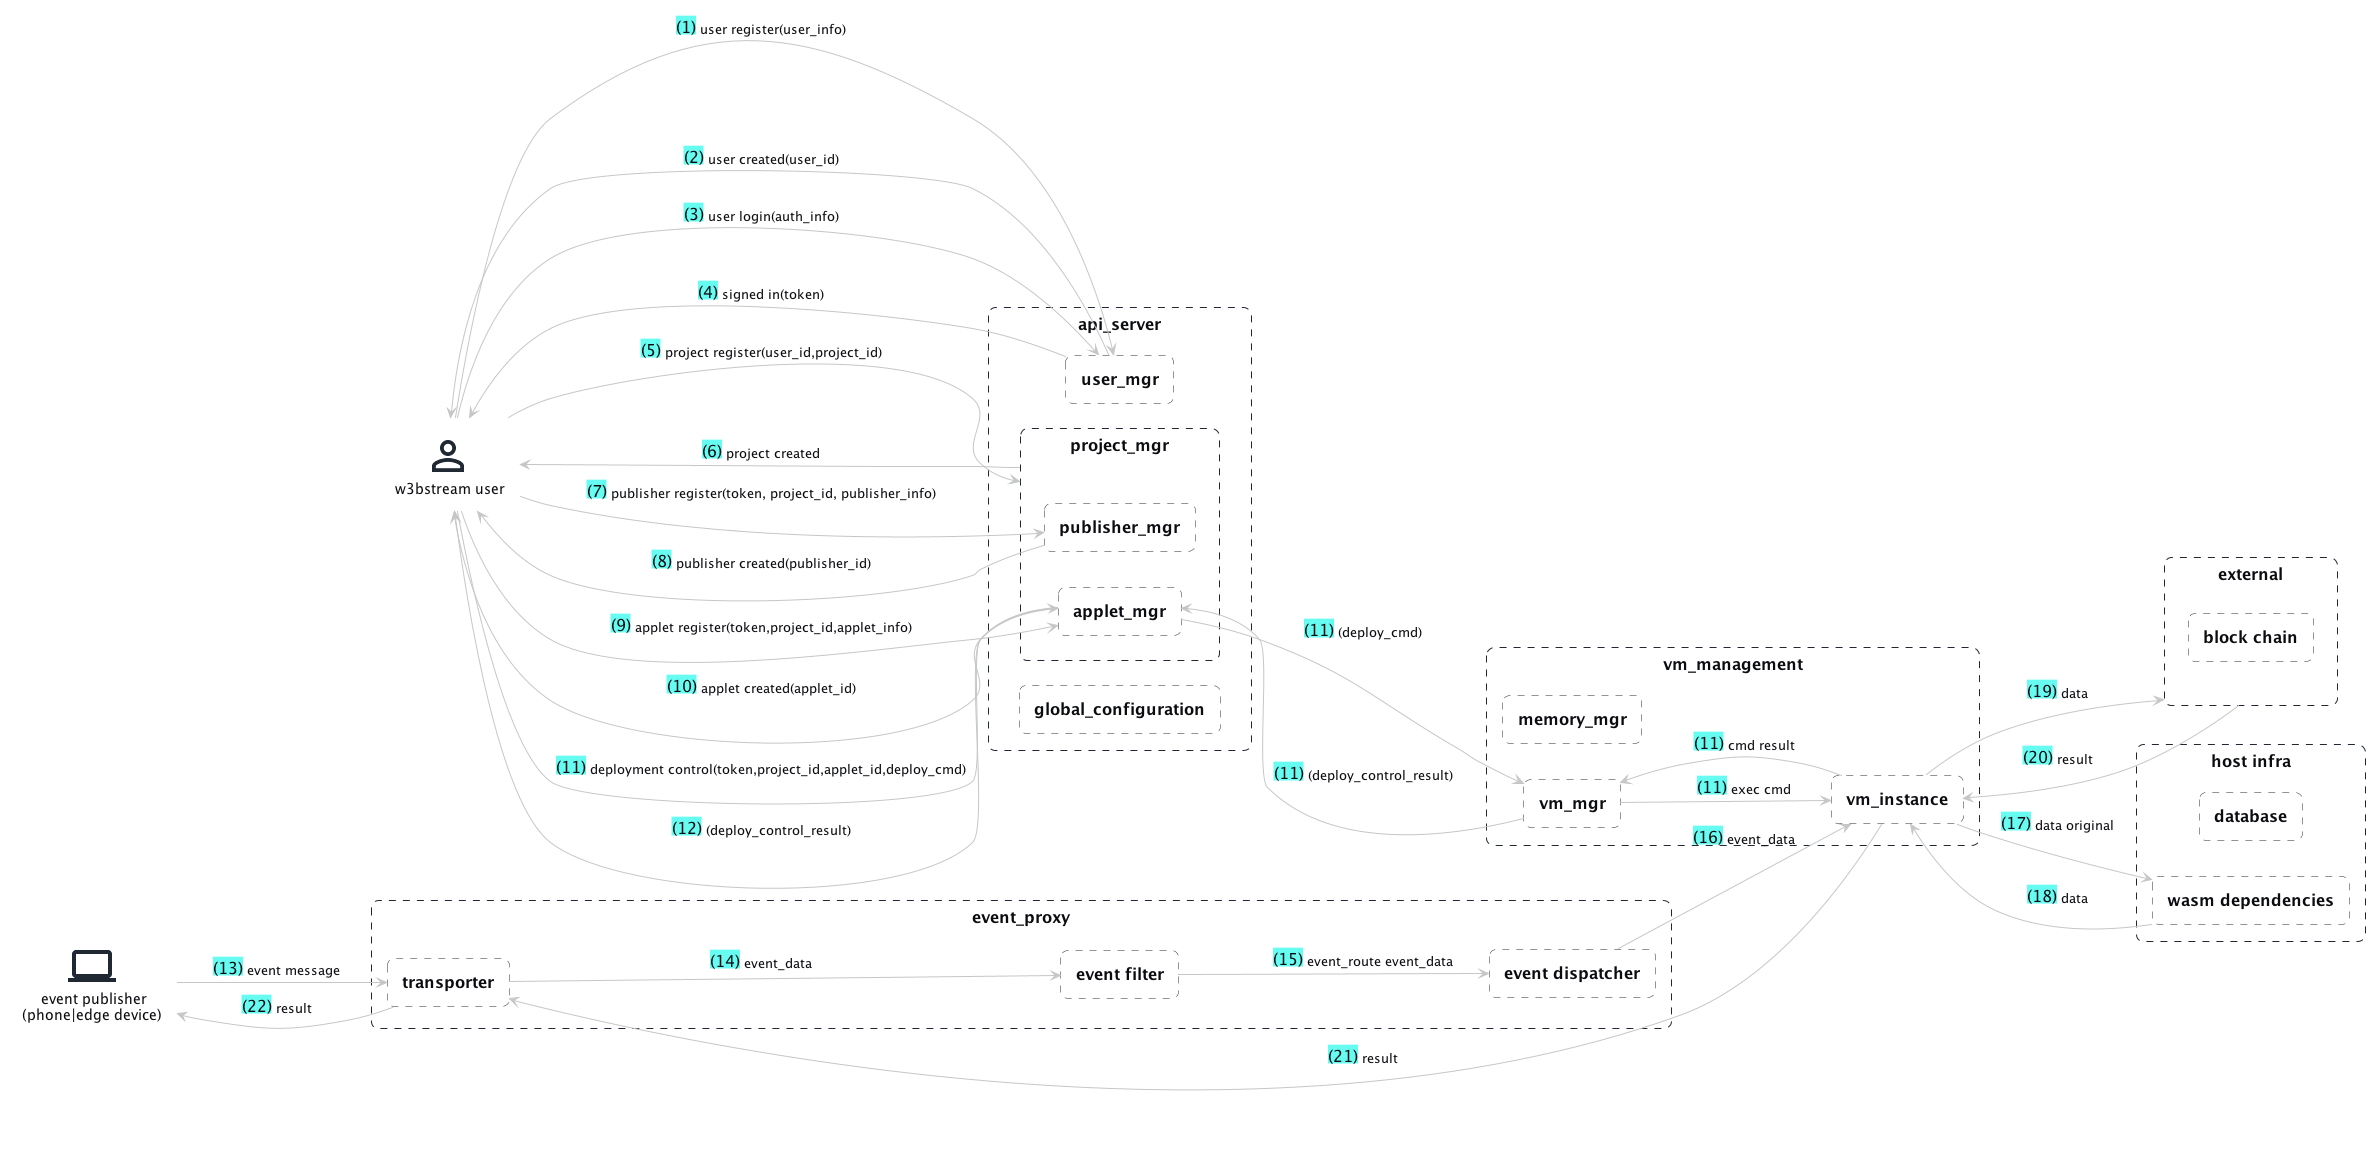 (1) user register(user_info)
(2) user created(user_id)
(3) user login(auth_info)
(4) signed in(token)
api_server
(5) project register(user_id,project_id)
user_mgr
project_mgr
(6) project created
w3bstream user
(7) publisher register(token, project_id, publisher_info)
publisher_mgr
(8) publisher created(publisher_id)
external
applet_mgr
(9) applet register(token,project_id,applet_info)
(11) (deploy_cmd)
block chain
vm_management
(10) applet created(applet_id)
(19) data
global_configuration
memory_mgr
(11) cmd result
(20) result
host infra
(11) deployment control(token,project_id,applet_id,deploy_cmd)
(11) (deploy_control_result)
(11) exec cmd
vm_mgr
vm_instance
database
(12) (deploy_control_result)
(16) event_data
(17) data original
(18) data
wasm dependencies
event_proxy
(13) event message
(14) event_data
(15) event_route event_data
transporter
event filter
event dispatcher
event publisher
(phone|edge device)
(22) result
(21) result